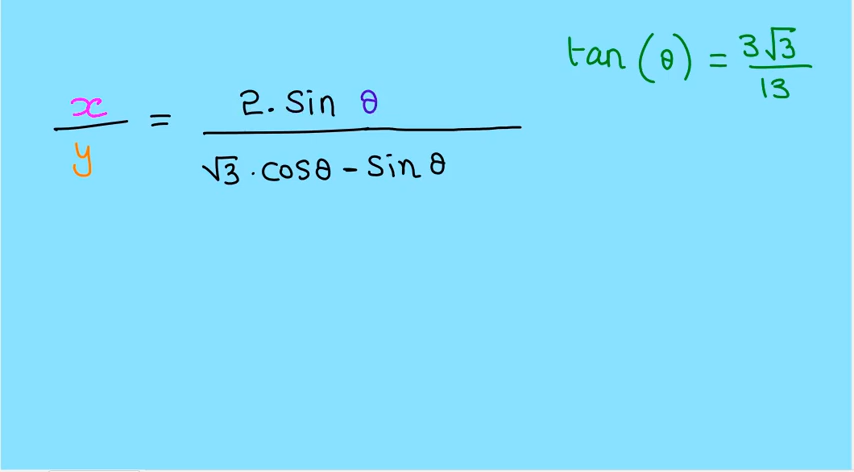 tan(θ) = 3√3/13
x/y = 2·sin θ / √3·cosθ - sin θ